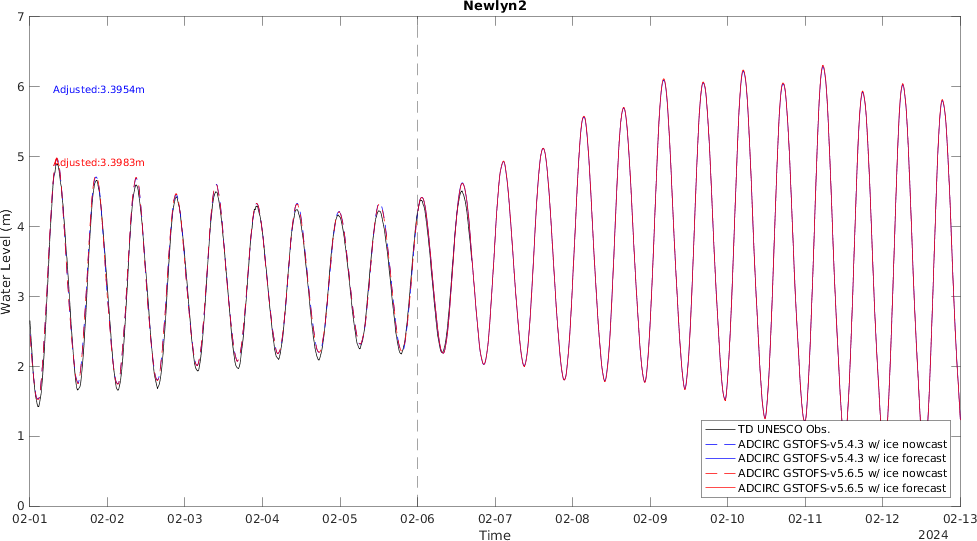 Newlyn2
7
6
5
4
3
2
1
0
Water Level (m)
Adjusted:3.3954m
Adjusted:3.3983m
TD UNESCO Obs.
ADCIRC GSTOFS-v5.4.3 w/ ice nowcast
ADCIRC GSTOFS-v5.4.3 w/ ice forecast
ADCIRC GSTOFS-v5.6.5 w/ ice nowcast
ADCIRC GSTOFS-v5.6.5 w/ ice forecast
02-01 02-02 02-03 02-04 02-05 02-06 02-07 02-08 02-09 02-10 02-11 02-12 02-13
Time
2024